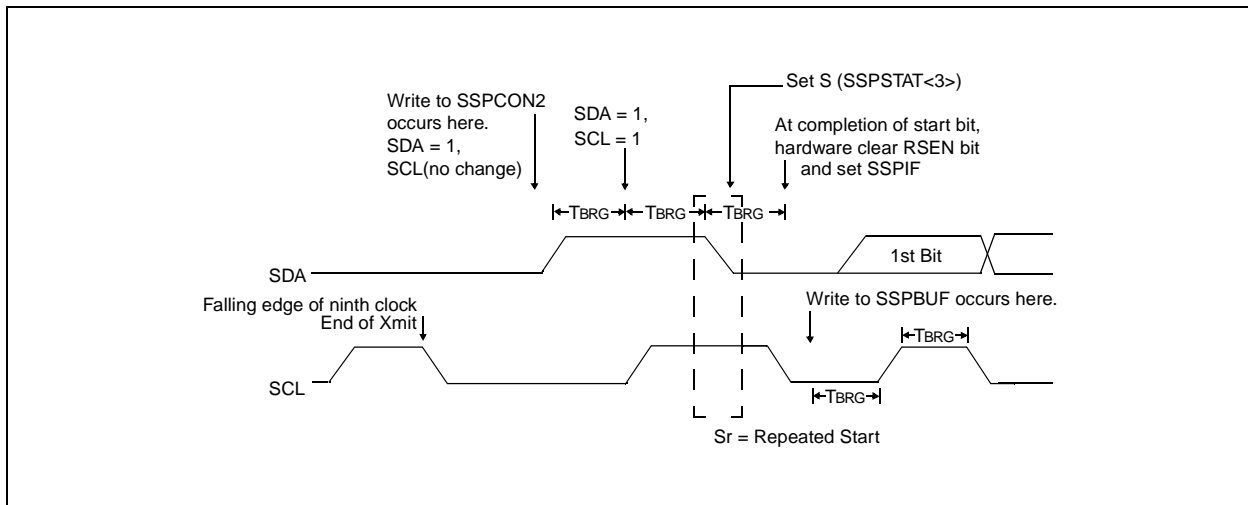 Set S (SSPSTAT<3>)
Write to SSPCON2
occurs here.
SDA = 1,
SCL(no change)
SDA = 1,
SCL = 1
At completion of start bit,
hardware clear RSEN bit
and set SSPIF
TBRG
TBRG
TBRG
SDA
1st Bit
Falling edge of ninth clock
End of Xmit
Write to SSPBUF occurs here.
TBRG
SCL
TBRG
Sr = Repeated Start